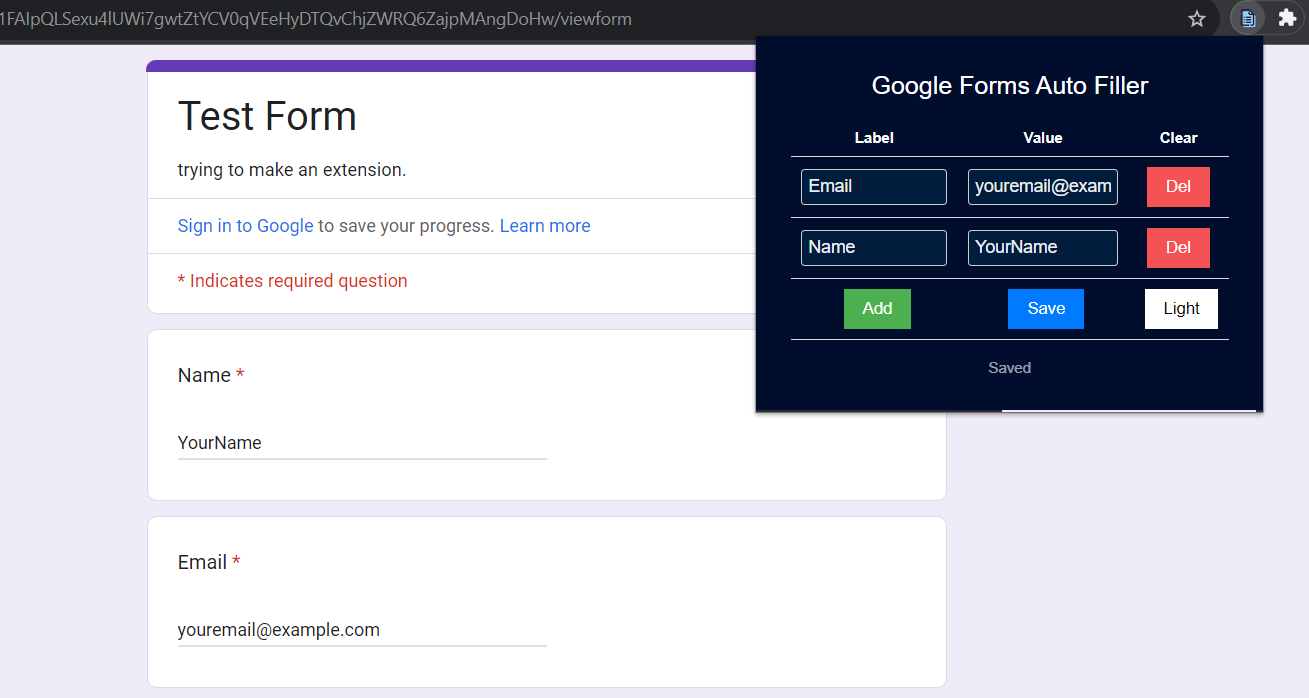 1FAIpQLSexu4lUWi7gwtZtYCV0qVEeHyDTQvChjZWRQ6ZajpMAngDoHw/viewform
Test Form
trying to make an extension.
Sign in to Google to save your progress. Learn more
* Indicates required question
Name *
YourName
Email *
youremail@example.com
Google Forms Auto Filler
Label Value Clear
Email youremail@exam Del
Name YourName Del
Add Save Light
Saved